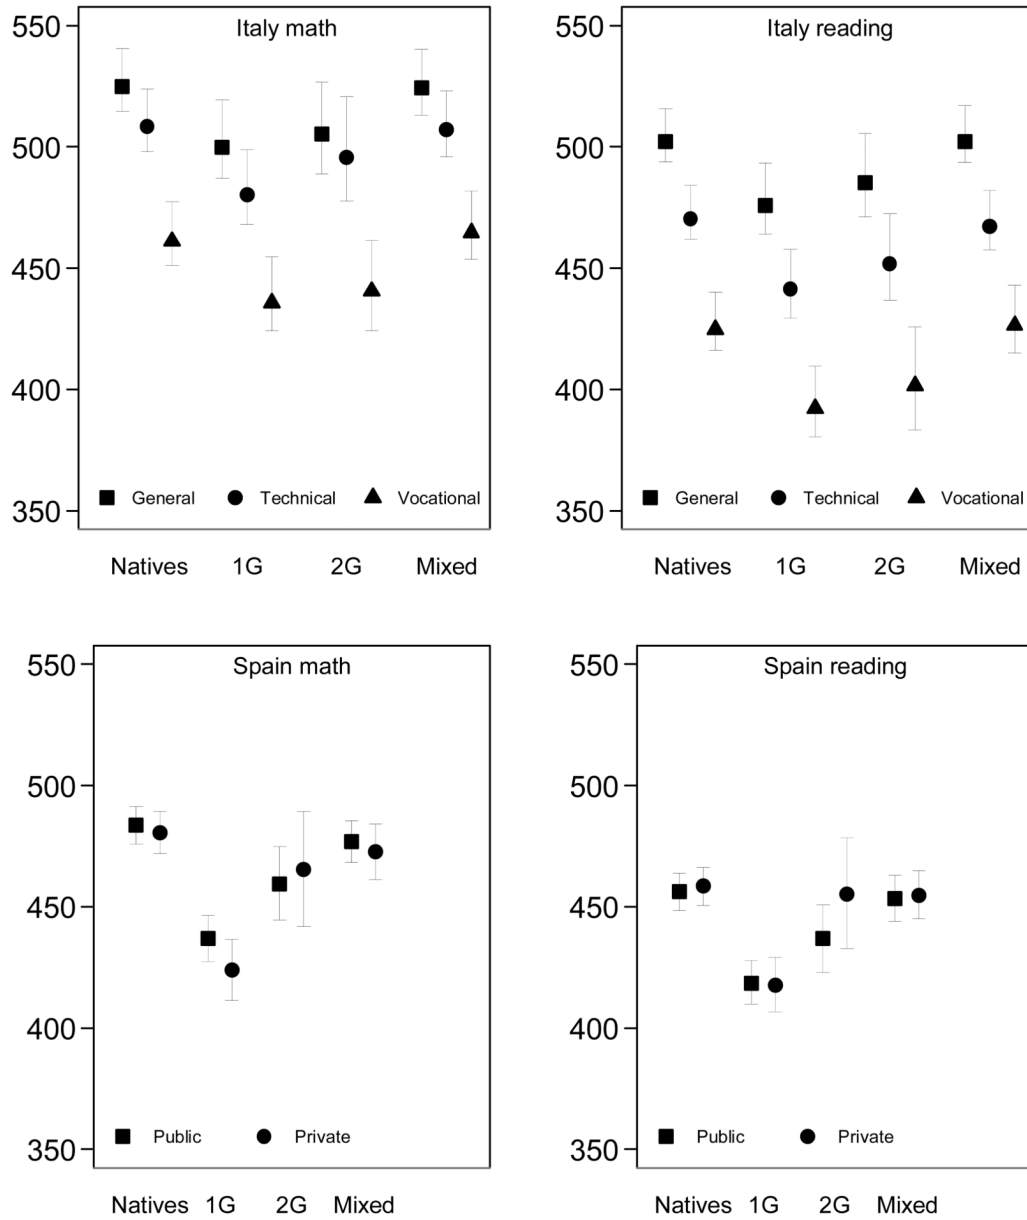 Italy math
550
500
450
400
350
General Technical Vocational
Natives 1G 2G Mixed
Italy reading
550
500
450
400
350
General Technical Vocational
Natives 1G 2G Mixed
Spain math
550
500
450
400
350
Public Private
Natives 1G 2G Mixed
Spain reading
550
500
450
400
350
Public Private
Natives 1G 2G Mixed